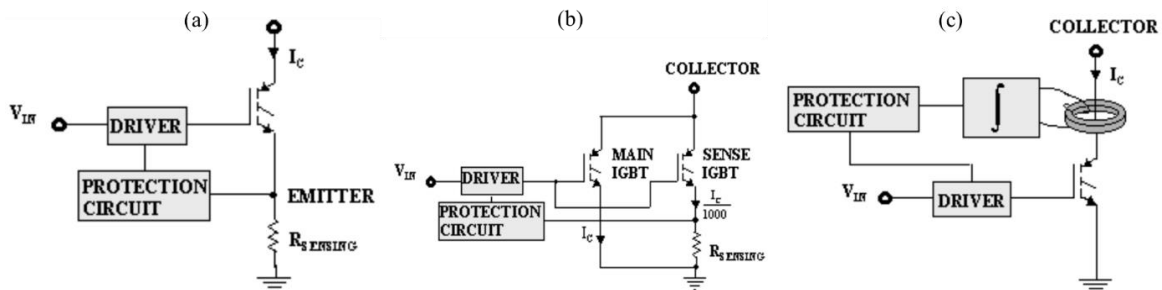 (a)
I_C
V_IN
DRIVER
PROTECTION
CIRCUIT
EMITTER
R_SENSING
(b)
COLLECTOR
MAIN
IGBT
SENSE
IGBT
V_IN
DRIVER
PROTECTION
CIRCUIT
I_C
1000
I_C
R_SENSING
(c)
COLLECTOR
I_C
PROTECTION
CIRCUIT
∫
V_IN
DRIVER